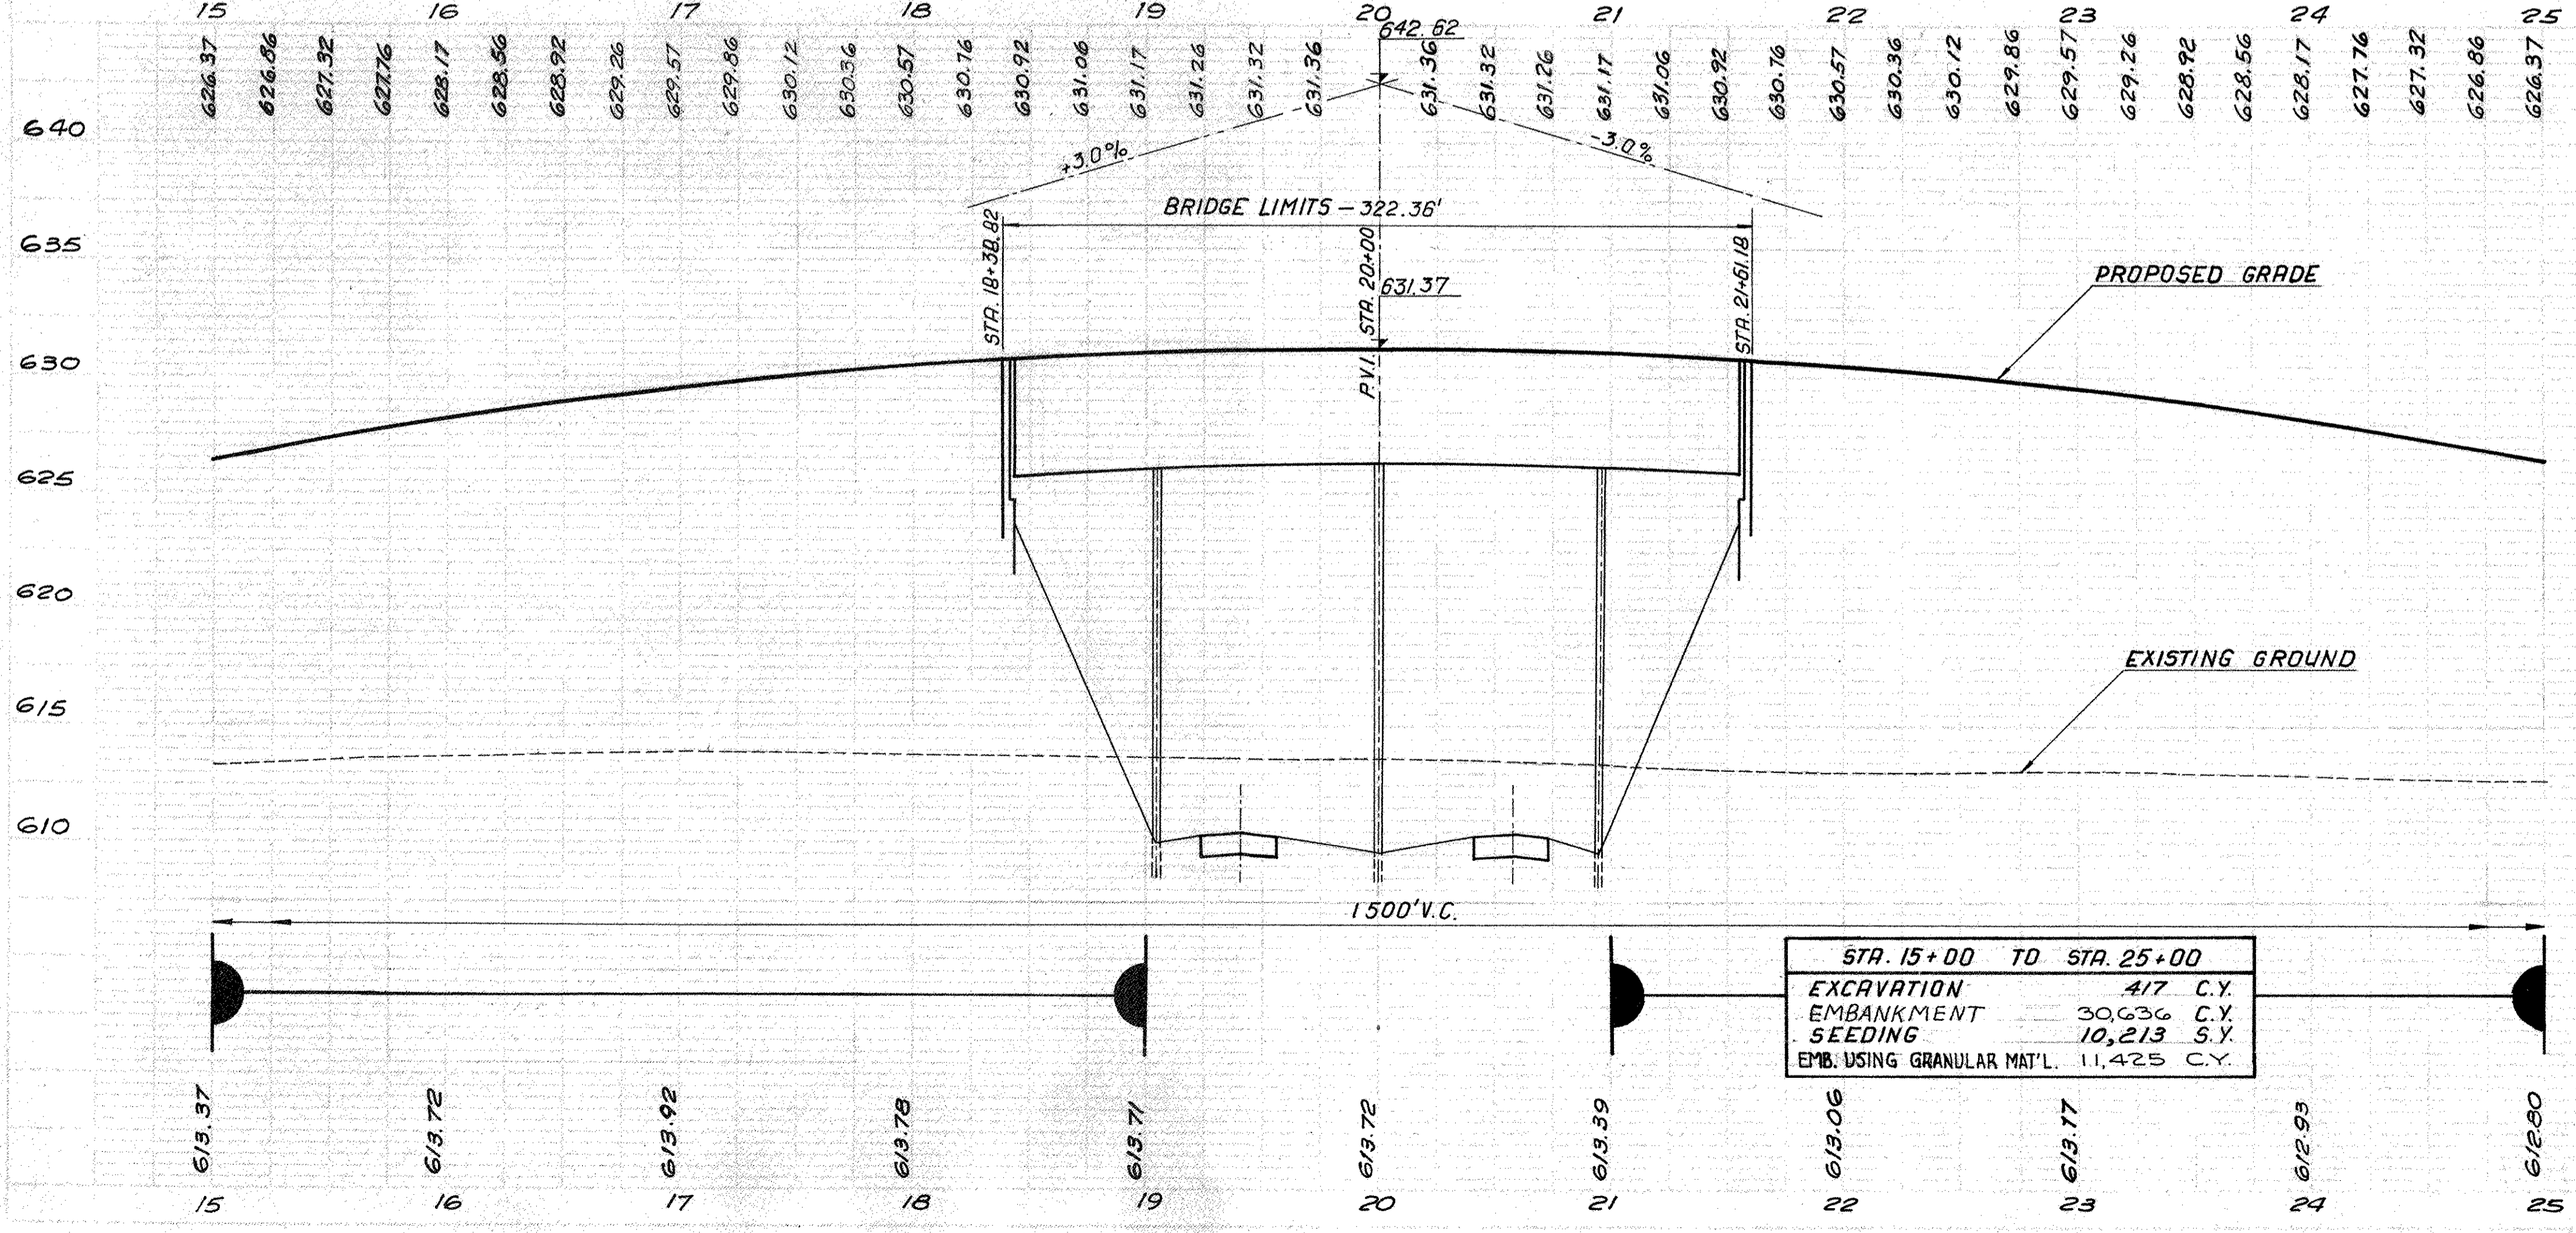 15 16 17 18 19 20 21 22 23 24 25
642.62
626.37 626.86 627.32 627.76 628.17 628.56 628.92 629.26 629.57 629.86 630.12 630.36 630.57 630.76 630.92 631.06 631.17 631.26 631.32 631.36 631.36 631.32 631.26 631.17 631.06 630.92 630.76 630.57 630.36 630.12 629.86 629.57 629.26 628.92 628.56 628.17 627.76 627.32 626.86 626.37
640
+3.0%
-3.0%
BRIDGE LIMITS - 322.36'
635
STA. 18+38.82
P.V.I. STA. 20+00
631.37
STA. 21+61.18
PROPOSED GRADE
630
625
620
EXISTING GROUND
615
610
1500' V.C.
STA. 15+00 TO STA. 25+00
EXCAVATION 417 C.Y.
EMBANKMENT 30,636 C.Y.
SEEDING 10,213 S.Y.
EMB. USING GRANULAR MAT'L. 11,425 C.Y.
613.37 613.72 613.92 613.78 613.71 613.72 613.39 613.06 613.17 612.93 612.80
15 16 17 18 19 20 21 22 23 24 25